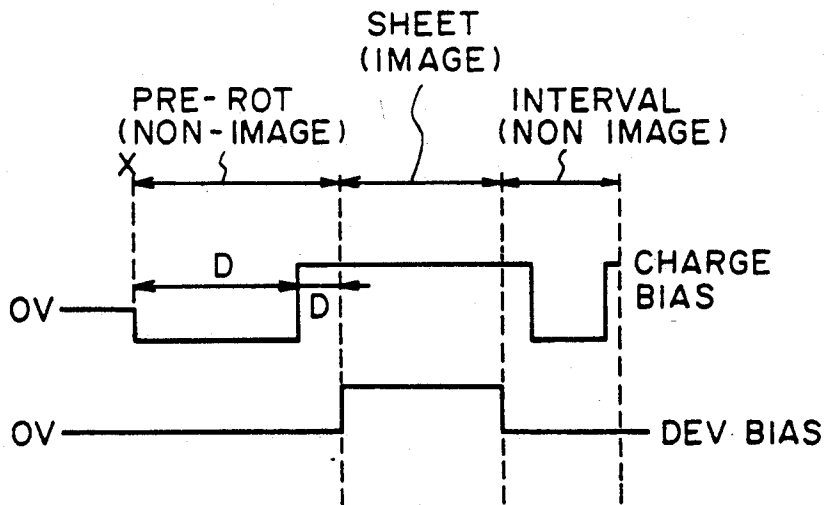 SHEET
(IMAGE)
PRE-ROT
(NON-IMAGE)
INTERVAL
(NON IMAGE)
X
D
D
CHARGE
BIAS
OV
OV
DEV BIAS